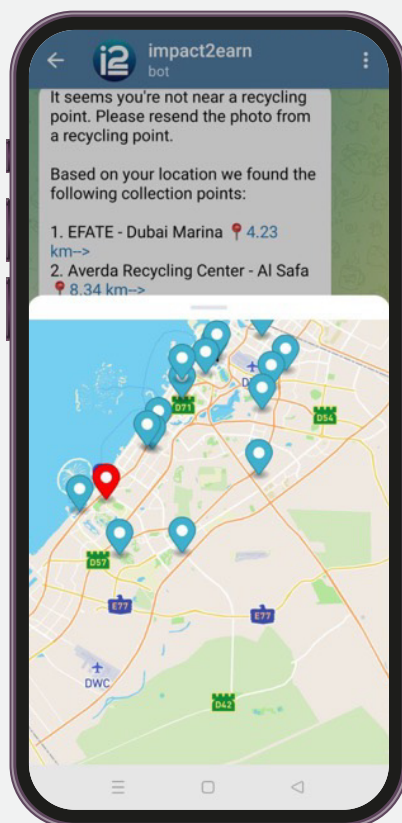 i2
impact2earn
bot
It seems you're not near a recycling
point. Please resend the photo from
a recycling point.
Based on your location we found the
following collection points:
1. EFATE - Dubai Marina 4.23
km-->
2. Averda Recycling Center - Al Safa
8.34 km-->
D71
D54
D57
E77
E77
DWC
D42